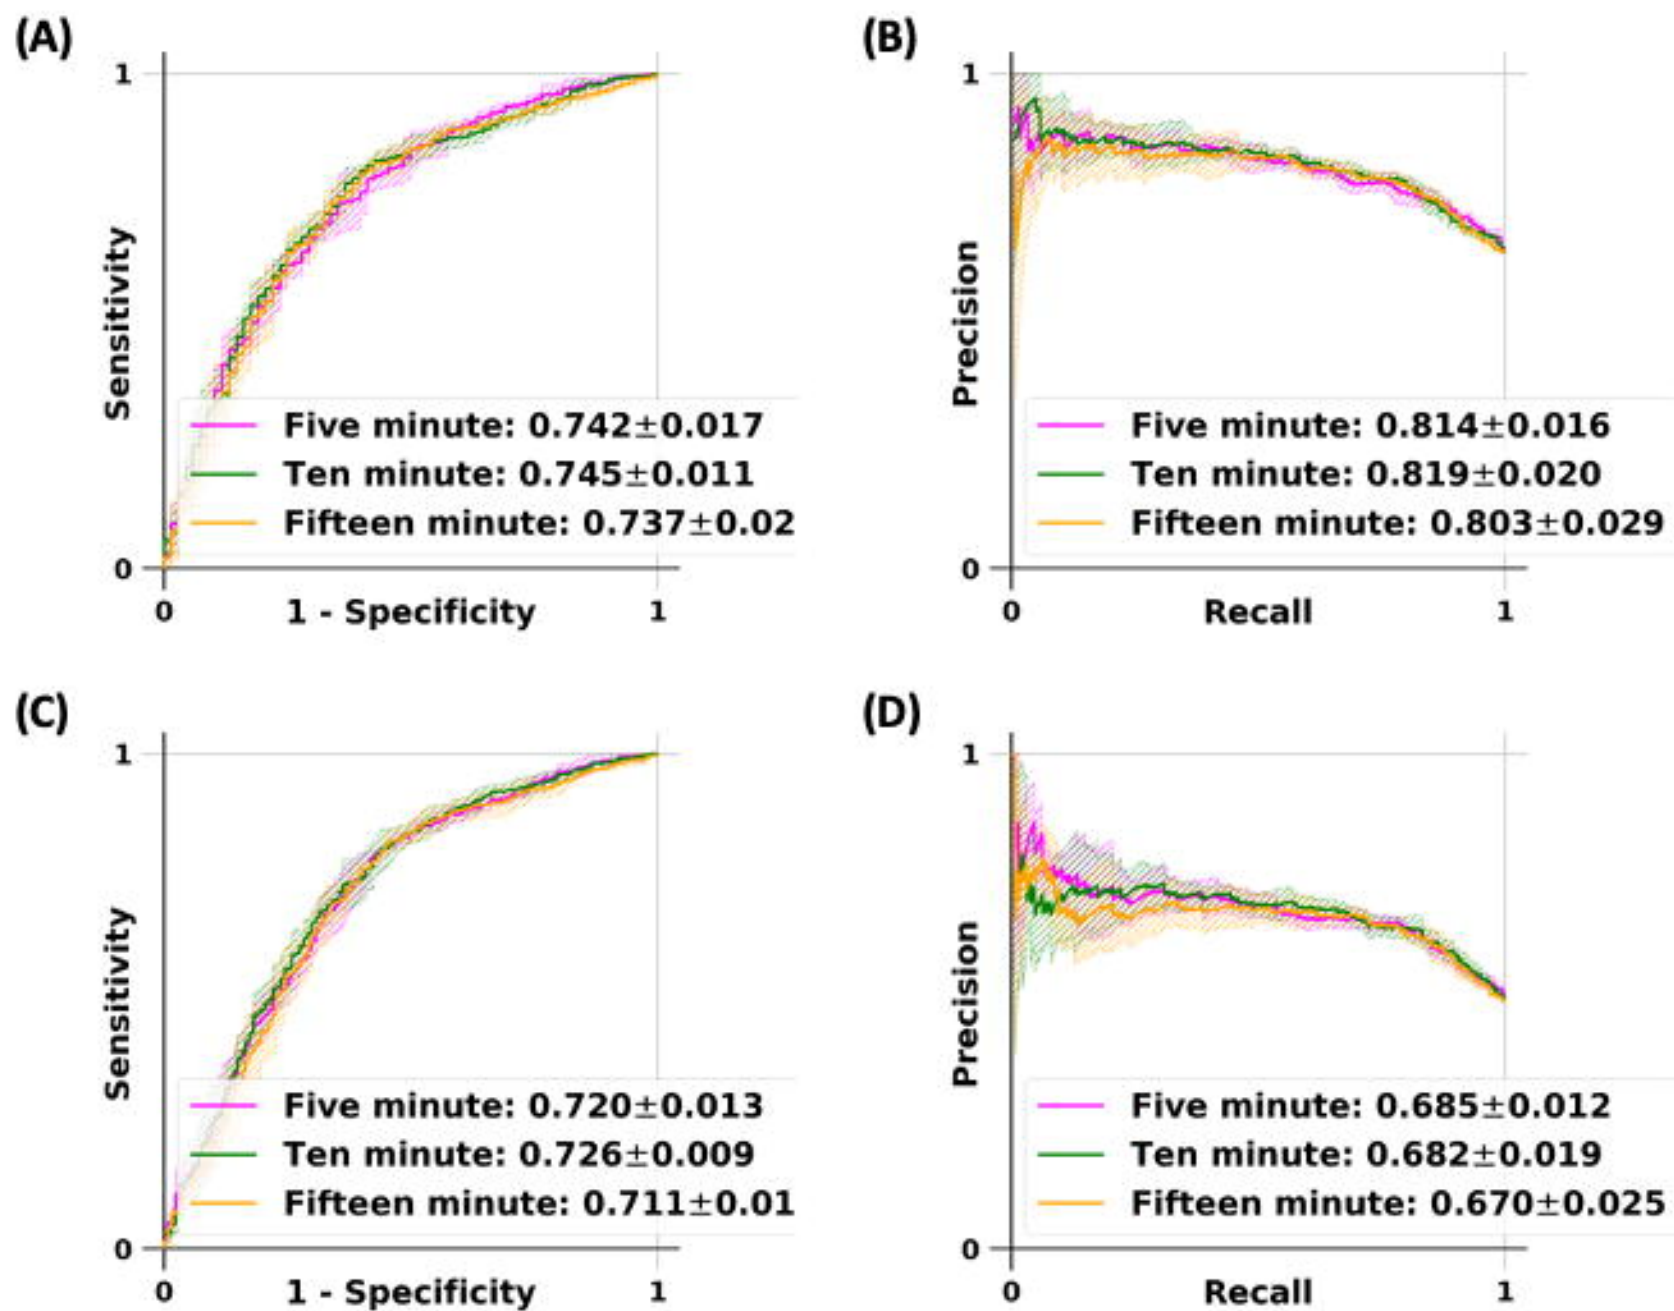 (A)
1
Sensitivity
Five minute: 0.742±0.017
Ten minute: 0.745±0.011
Fifteen minute: 0.737±0.02
0
0
1 - Specificity
1
(B)
1
Precision
Five minute: 0.814±0.016
Ten minute: 0.819±0.020
Fifteen minute: 0.803±0.029
0
0
Recall
1
(C)
1
Sensitivity
Five minute: 0.720±0.013
Ten minute: 0.726±0.009
Fifteen minute: 0.711±0.01
0
0
1 - Specificity
1
(D)
1
Precision
Five minute: 0.685±0.012
Ten minute: 0.682±0.019
Fifteen minute: 0.670±0.025
0
0
Recall
1